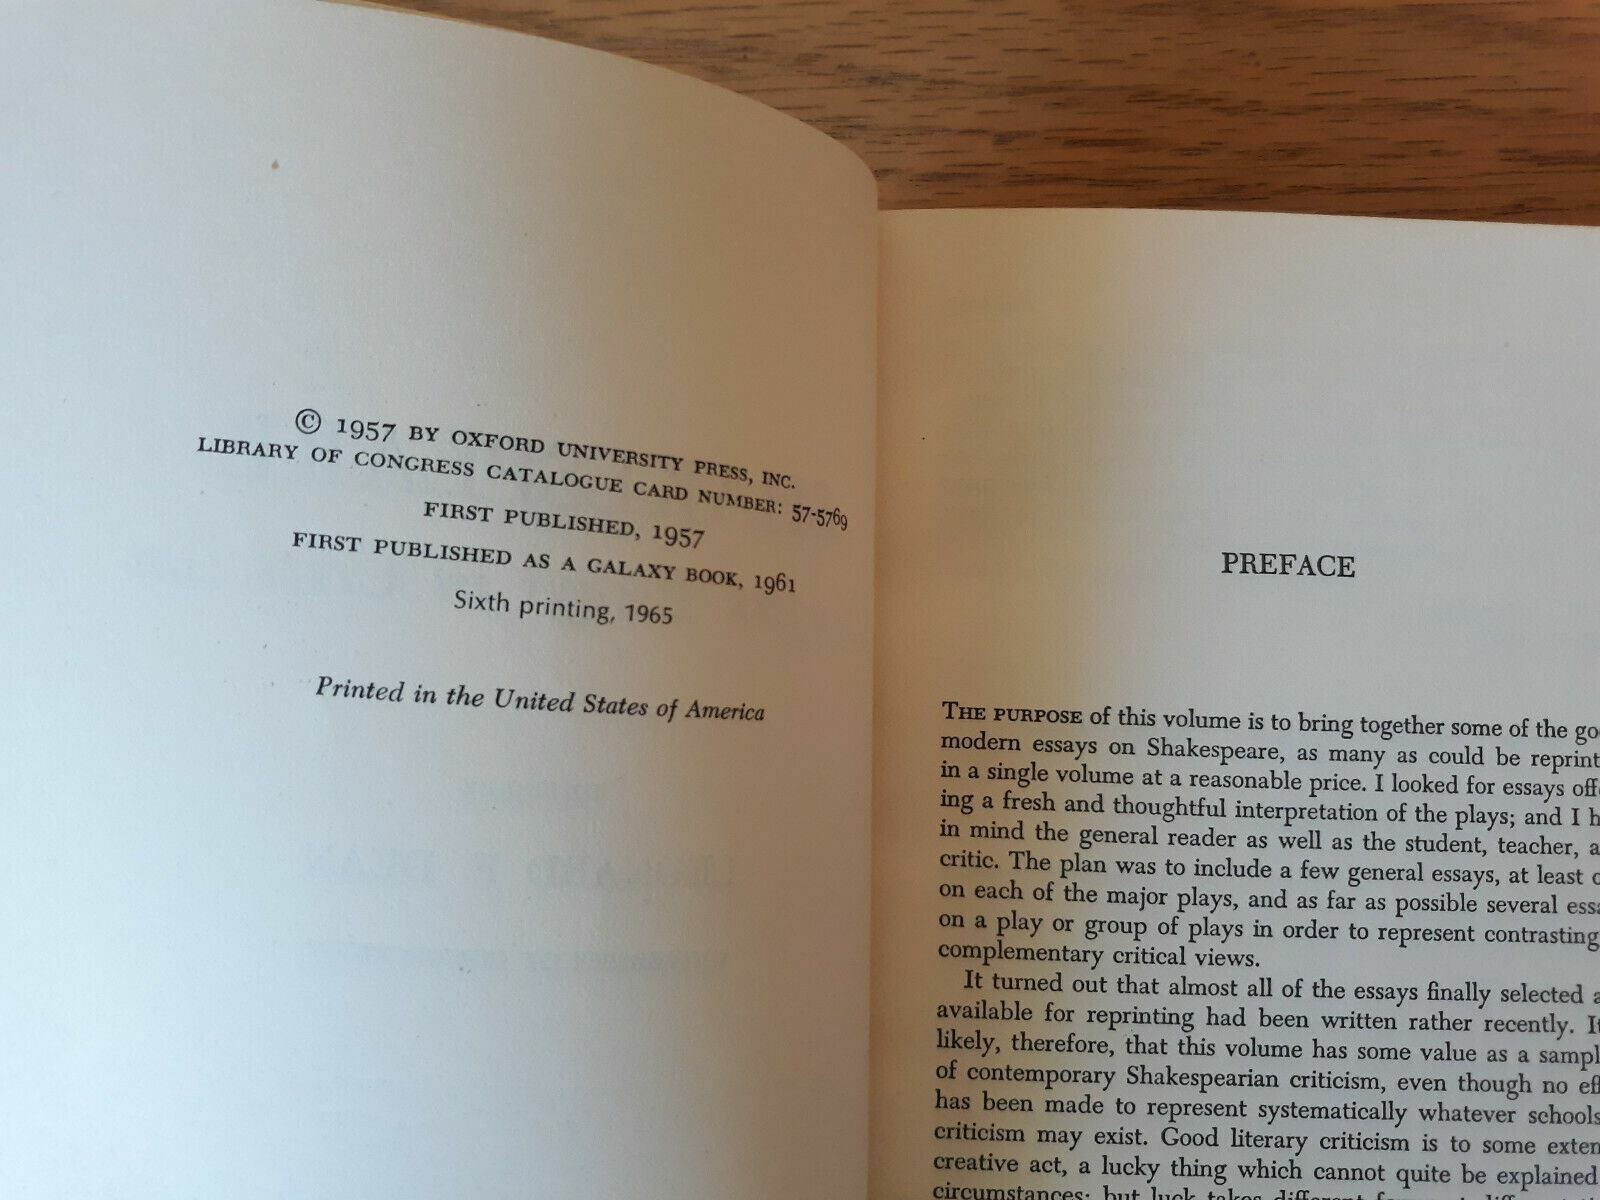 © 1957 BY OXFORD UNIVERSITY PRESS, INC.
LIBRARY OF CONGRESS CATALOGUE CARD NUMBER: 57-5769
FIRST PUBLISHED, 1957
FIRST PUBLISHED AS A GALAXY BOOK, 1961
Sixth printing, 1965
Printed in the United States of America
PREFACE
THE PURPOSE of this volume is to bring together some of the
modern essays on Shakespeare, as many as could be
in a single volume at a reasonable price. I looked for essays
ing a fresh and thoughtful interpretation of the plays; and I
in mind the general reader as well as the student, teacher,
critic. The plan was to include a few general essays, at least
on each of the major plays, and as far as possible several
on a play or group of plays in order to represent contrasting
complementary critical views.
It turned out that almost all of the essays finally selected
available for reprinting had been written rather recently.
likely, therefore, that this volume has some value as a
of contemporary Shakespearian criticism, even though no
has been made to represent systematically whatever schools
criticism may exist. Good literary criticism is to some
creative act, a lucky thing which cannot quite be explained
circumstances; but luck takes different